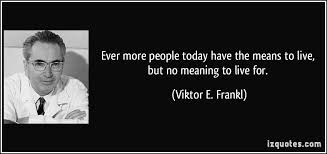 Ever more people today have the means to live,
but no meaning to live for.
(Viktor E. Frankl)
izquotes.com